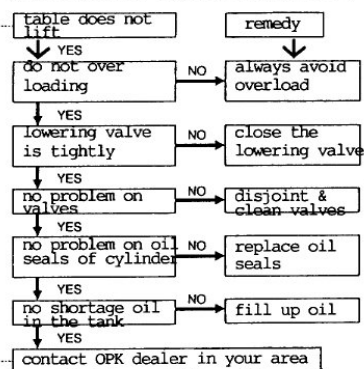 table does not
lift
remedy
YES
do not over
loading
NO
always avoid
overload
YES
lowering valve
is tightly
NO
close the
lowering valve
YES
no problem on
valves
NO
disjoint &
clean valves
YES
no problem on oil
seals of cylinder
NO
replace oil
seals
YES
no shortage oil
in the tank
NO
fill up oil
YES
contact OPK dealer in your area